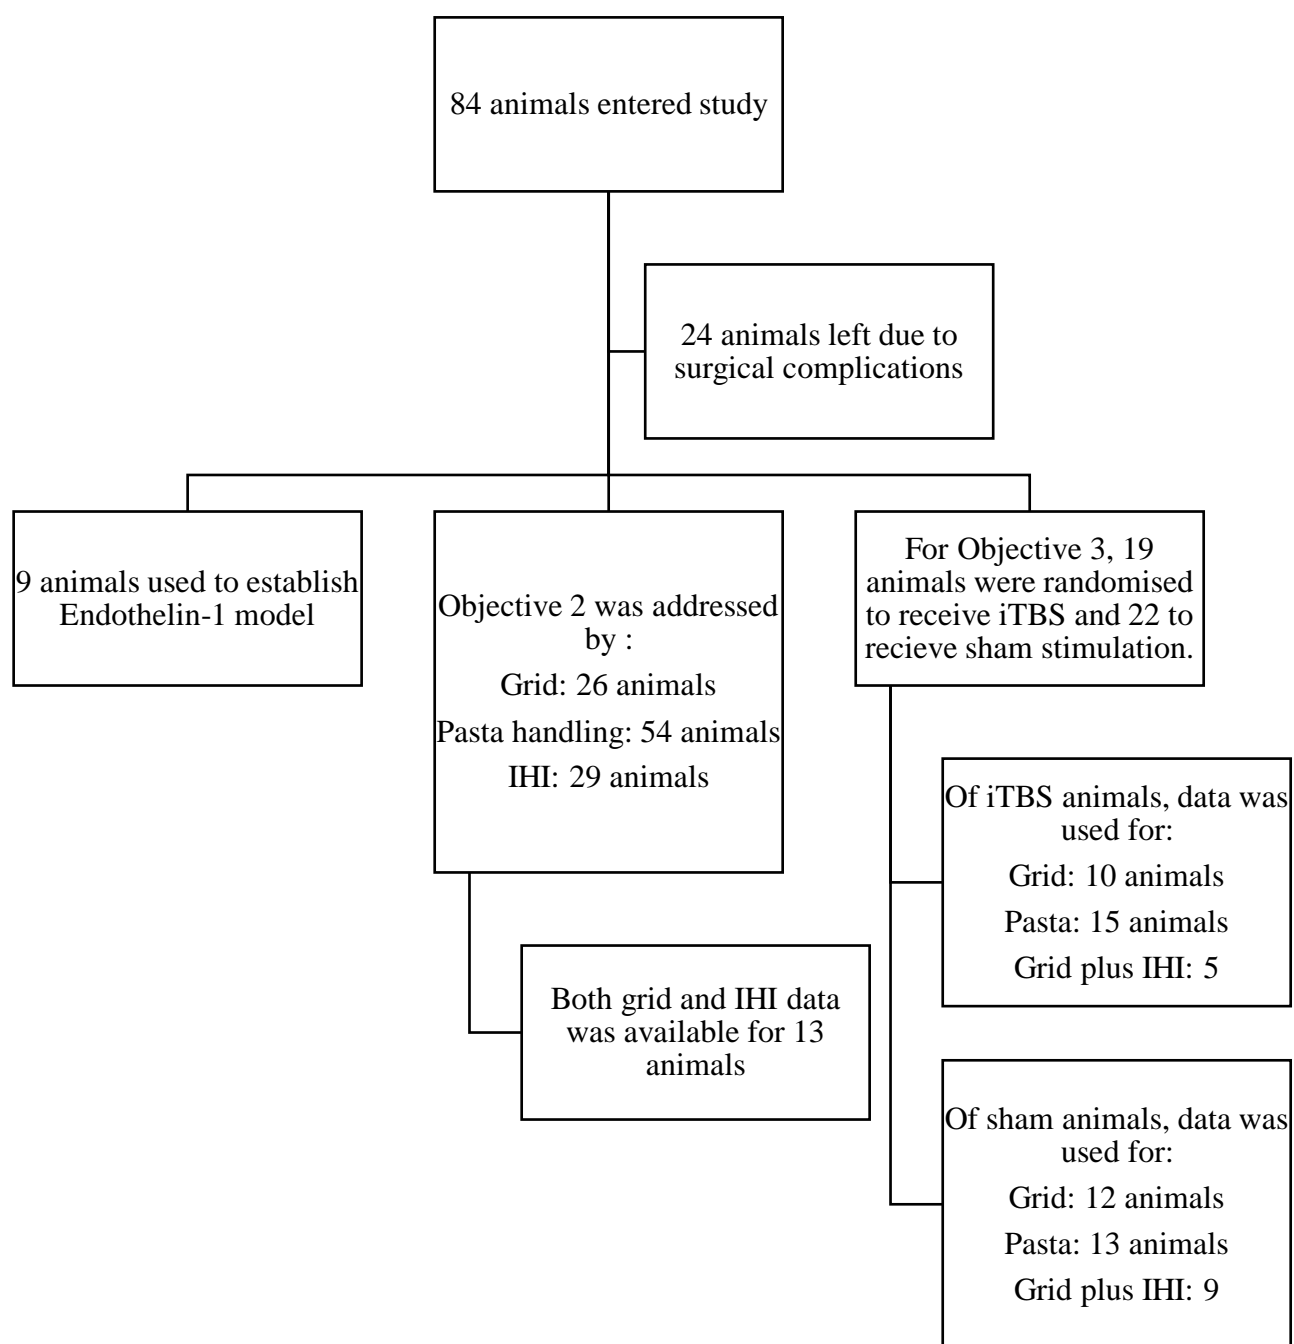 84 animals entered study
24 animals left due to
surgical complications
9 animals used to establish
Endothelin-1 model
Objective 2 was addressed
by :
Grid: 26 animals
Pasta handling: 54 animals
IHI: 29 animals
For Objective 3, 19
animals were randomised
to receive iTBS and 22 to
recieve sham stimulation.
Both grid and IHI data
was available for 13
animals
Of iTBS animals, data was
used for:
Grid: 10 animals
Pasta: 15 animals
Grid plus IHI: 5
Of sham animals, data was
used for:
Grid: 12 animals
Pasta: 13 animals
Grid plus IHI: 9